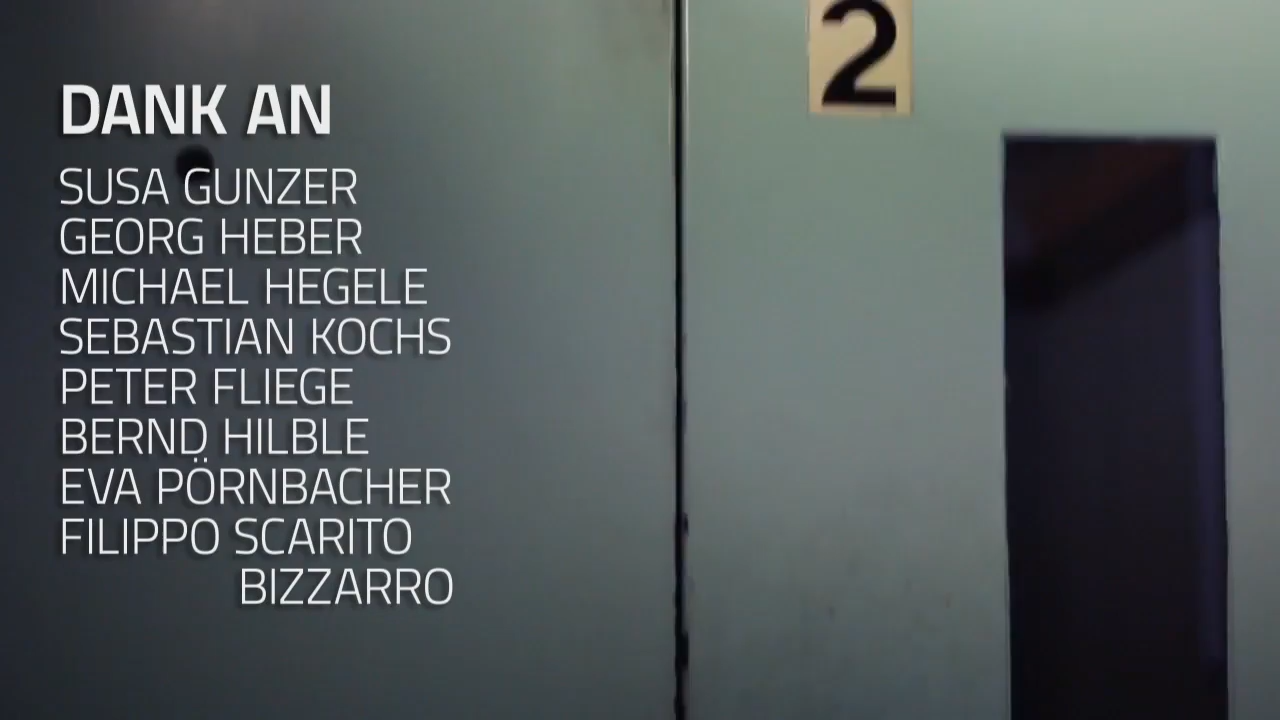 2
DANK AN
SUSA GUNZER
GEORG HEBER
MICHAEL HEGELE
SEBASTIAN KOCHS
PETER FLIEGE
BERND HILBLE
EVA PÖRNBACHER
FILIPPO SCARITO
BIZZARRO